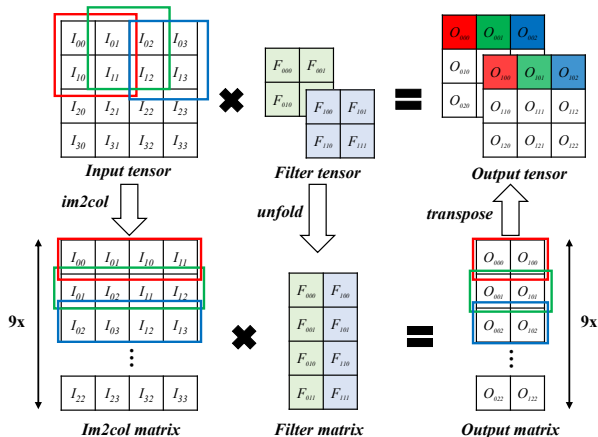 I00 I01 I02 I03
I10 I11 I12 I13
I20 I21 I22 I23
I30 I31 I32 I33
Input tensor
F000 F001
F010
F100 F101
F110 F111
Filter tensor
O000 O001 O002
O010
O020
O100 O101 O102
O110 O111 O112
O120 O121 O122
Output tensor
im2col
unfold
transpose
9x
I00 I01 I10 I11
I01 I02 I11 I12
I02 I03 I12 I13
I22 I23 I32 I33
Im2col matrix
F000 F100
F001 F101
F010 F110
F011 F111
Filter matrix
O000 O100
O001 O101
O002 O102
O022 O122
Output matrix
9x